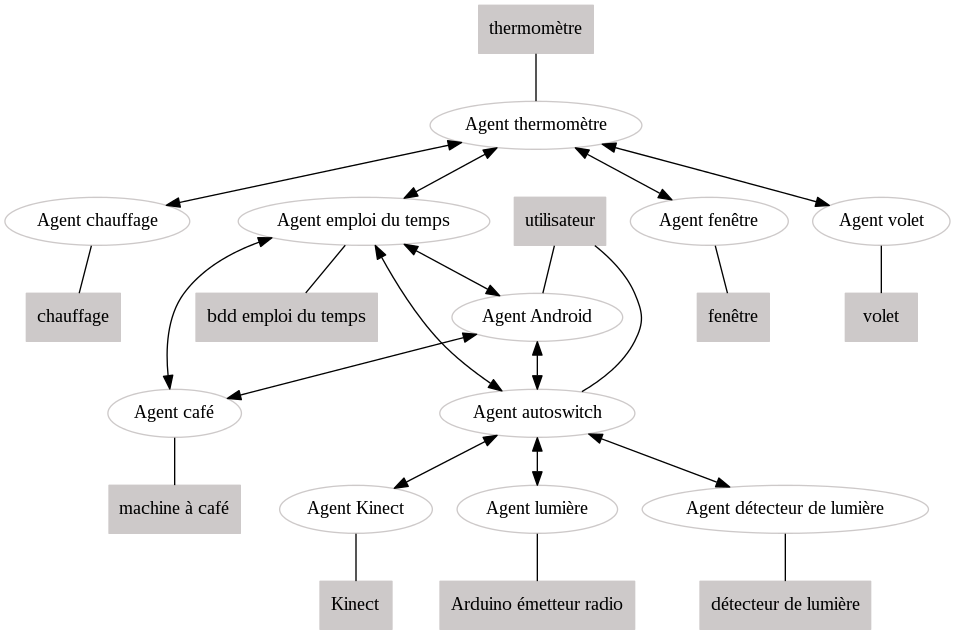 thermomètre
Agent thermomètre
Agent chauffage
Agent emploi du temps
utilisateur
Agent fenêtre
Agent volet
chauffage
bdd emploi du temps
Agent Android
fenêtre
volet
Agent café
Agent autoswitch
machine à café
Agent Kinect
Agent lumière
Agent détecteur de lumière
Kinect
Arduino émetteur radio
détecteur de lumière